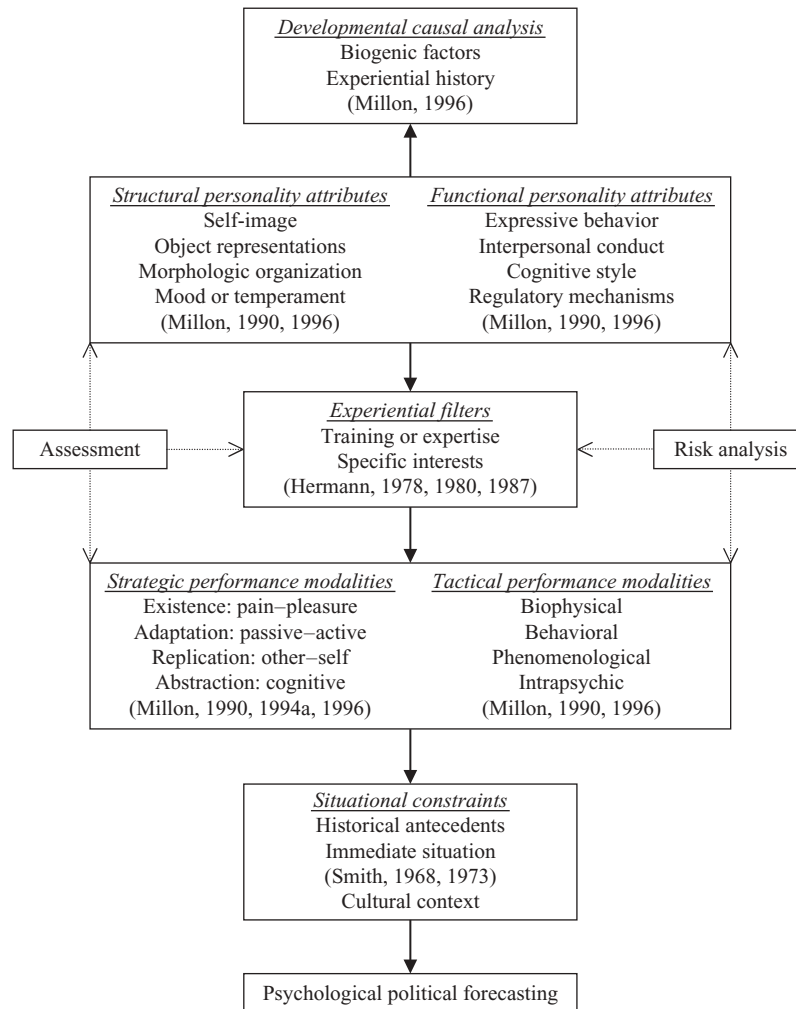 Developmental causal analysis
Biogenic factors
Experiential history
(Millon, 1996)
Structural personality attributes
Self-image
Object representations
Morphologic organization
Mood or temperament
(Millon, 1990, 1996)
Functional personality attributes
Expressive behavior
Interpersonal conduct
Cognitive style
Regulatory mechanisms
(Millon, 1990, 1996)
Assessment
Experiential filters
Training or expertise
Specific interests
(Hermann, 1978, 1980, 1987)
Risk analysis
Strategic performance modalities
Existence: pain–pleasure
Adaptation: passive–active
Replication: other–self
Abstraction: cognitive
(Millon, 1990, 1994a, 1996)
Tactical performance modalities
Biophysical
Behavioral
Phenomenological
Intrapsychic
(Millon, 1990, 1996)
Situational constraints
Historical antecedents
Immediate situation
(Smith, 1968, 1973)
Cultural context
Psychological political forecasting